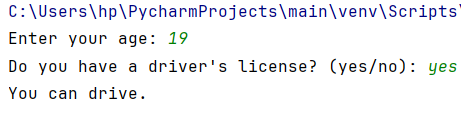 C:\Users\hp\PycharmProjects\main\venv\Scripts\
Enter your age: 19
Do you have a driver's license? (yes/no): yes
You can drive.